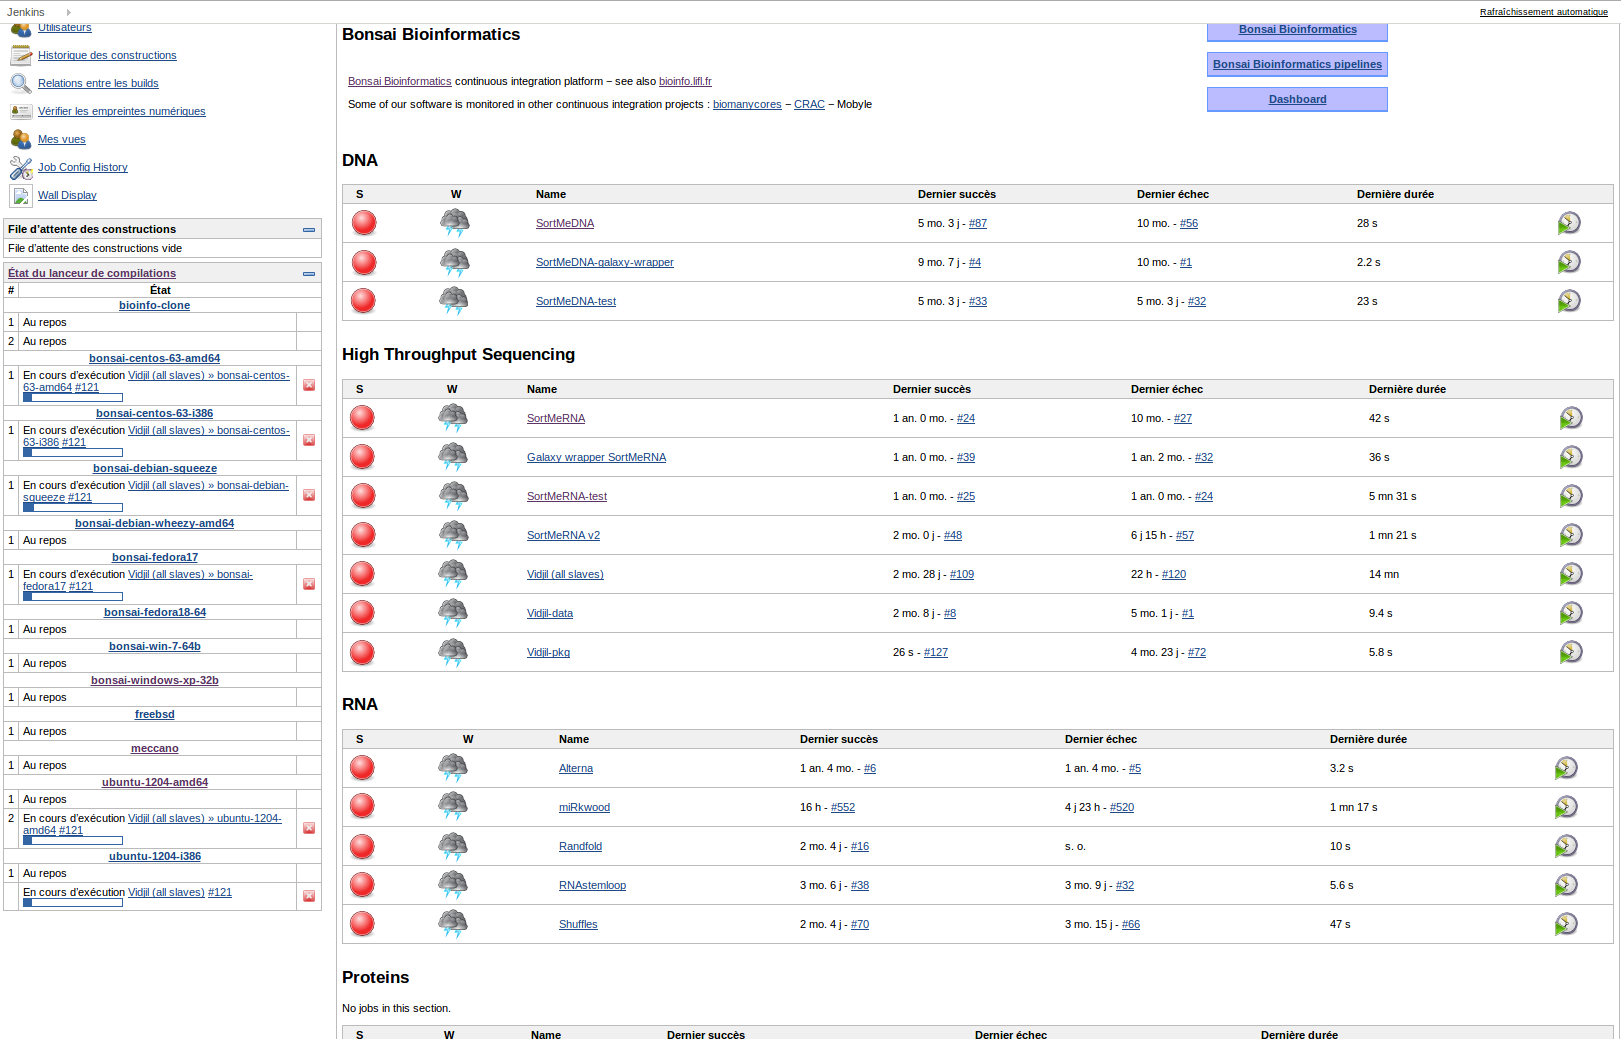 Jenkins
Rafraîchissement automatique
Utilisateurs
Historique des constructions
Relations entre les builds
Vérifier les empreintes numériques
Mes vues
Job Config History
Wall Display
File d'attente des constructions
File d'attente des constructions vide
État du lanceur de compilations
# État
bioinfo-clone
1 Au repos
2 Au repos
bonsai-centos-63-amd64
1 En cours d'exécution Vidjil (all slaves) » bonsai-centos-
63-amd64 #121
bonsai-centos-63-i386
1 En cours d'exécution Vidjil (all slaves) » bonsai-centos-
63-i386 #121
bonsai-debian-squeeze
1 En cours d'exécution Vidjil (all slaves) » bonsai-debian-
squeeze #121
bonsai-debian-wheezy-amd64
1 Au repos
bonsai-fedora17
1 En cours d'exécution Vidjil (all slaves) » bonsai-
fedora17 #121
bonsai-fedora18-64
1 Au repos
bonsai-win-7-64b
1 Au repos
bonsai-windows-xp-32b
1 Au repos
freebsd
1 Au repos
meccano
1 Au repos
ubuntu-1204-amd64
1 Au repos
2 En cours d'exécution Vidjil (all slaves) » ubuntu-1204-
amd64 #121
ubuntu-1204-i386
1 Au repos
En cours d'exécution Vidjil (all slaves) #121
Bonsai Bioinformatics
Bonsai Bioinformatics continuous integration platform – see also bioinfo.lifl.fr
Some of our software is monitored in other continuous integration projects : biomanycores – CRAC – Mobyle
Bonsai Bioinformatics
Bonsai Bioinformatics pipelines
Dashboard
DNA
S W Name Dernier succès Dernier échec Dernière durée
SortMeDNA 5 mo. 3 j - #87 10 mo. - #56 28 s
SortMeDNA-galaxy-wrapper 9 mo. 7 j - #4 10 mo. - #1 2.2 s
SortMeDNA-test 5 mo. 3 j - #33 5 mo. 3 j - #32 23 s
High Throughput Sequencing
S W Name Dernier succès Dernier échec Dernière durée
SortMeRNA 1 an. 0 mo. - #24 10 mo. - #27 42 s
Galaxy wrapper SortMeRNA 1 an. 0 mo. - #39 1 an. 2 mo. - #32 36 s
SortMeRNA-test 1 an. 0 mo. - #25 1 an. 0 mo. - #24 5 mn 31 s
SortMeRNA v2 2 mo. 0 j - #48 6 j 15 h - #57 1 mn 21 s
Vidjil (all slaves) 2 mo. 28 j - #109 22 h - #120 14 mn
Vidjil-data 2 mo. 8 j - #8 5 mo. 1 j - #1 9.4 s
Vidjil-pkg 26 s - #127 4 mo. 23 j - #72 5.8 s
RNA
S W Name Dernier succès Dernier échec Dernière durée
Alterna 1 an. 4 mo. - #6 1 an. 4 mo. - #5 3.2 s
miRkwood 16 h - #552 4 j 23 h - #520 1 mn 17 s
Randfold 2 mo. 4 j - #16 s. o. 10 s
RNAstemloop 3 mo. 6 j - #38 3 mo. 9 j - #32 5.6 s
Shuffles 2 mo. 4 j - #70 3 mo. 15 j - #66 47 s
Proteins
No jobs in this section.
S W Name Dernier succès Dernier échec Dernière durée